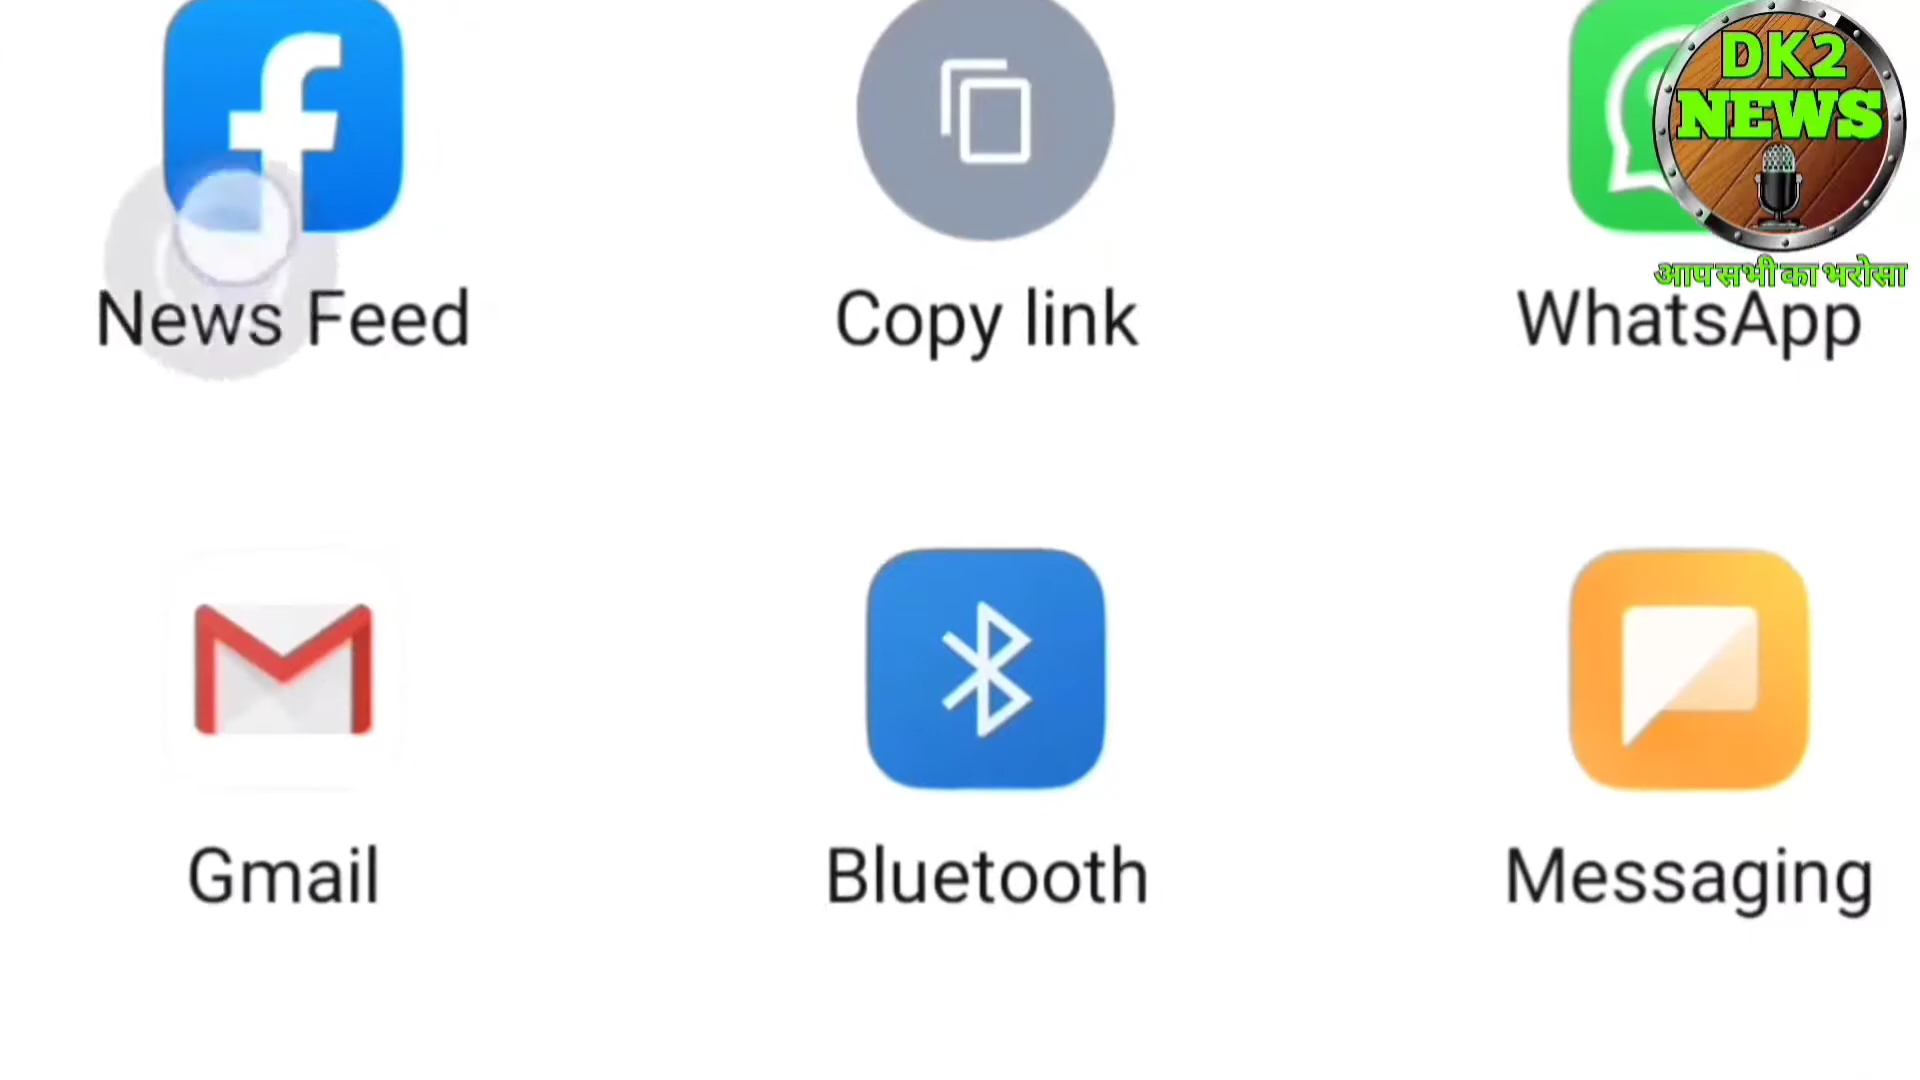 DK2
NEWS
आप सभी का भरोसा
News Feed
Copy link
WhatsApp
Gmail
Bluetooth
Messaging